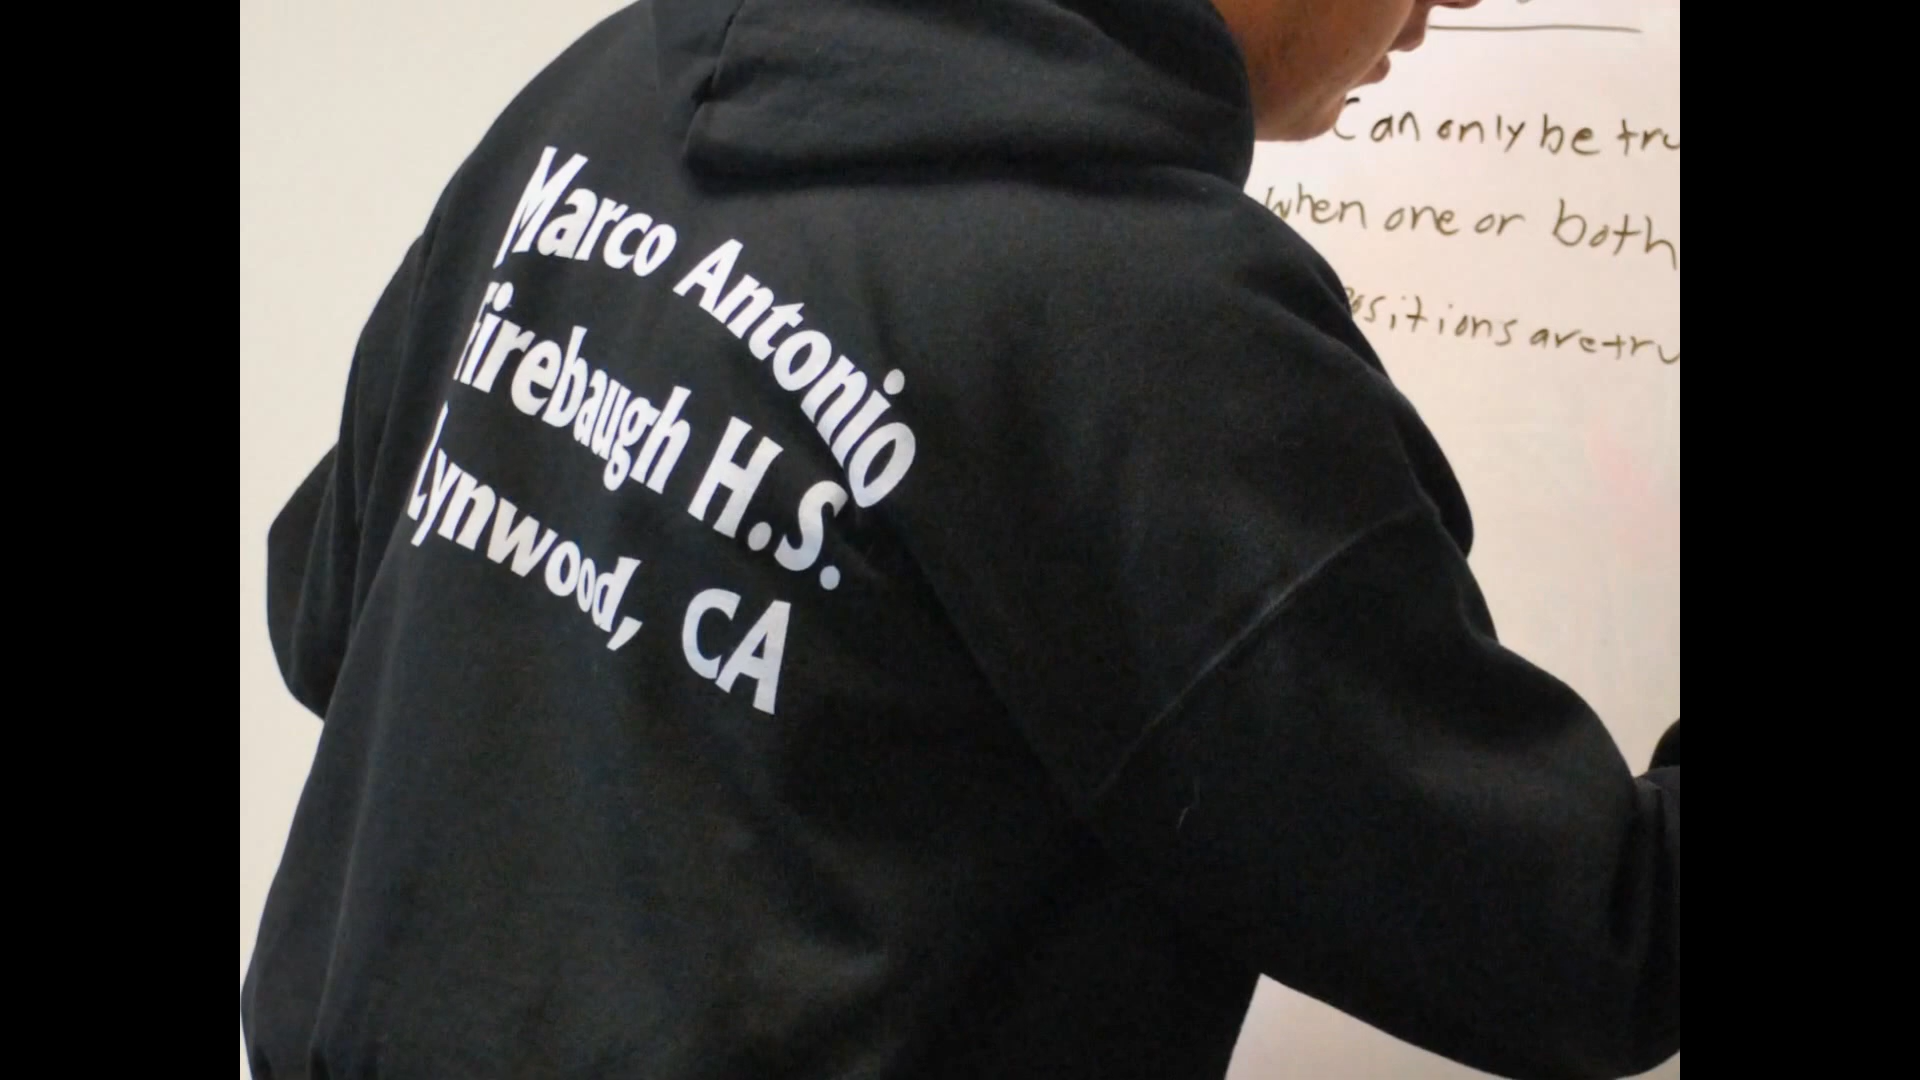 Marco Antonio
Firebaugh H.S.
Lynwood, CA
Can only be tru
When one or both
ositions are tru